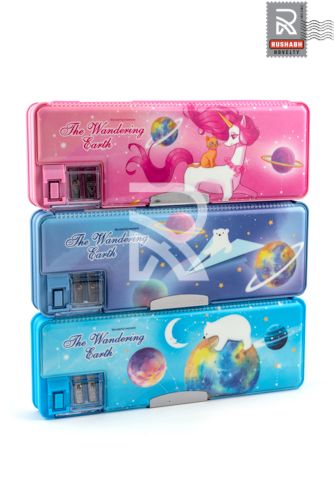 RUSHABH
NOVELTY
The Wandering
Earth
The Wandering
Earth
The Wandering
Earth